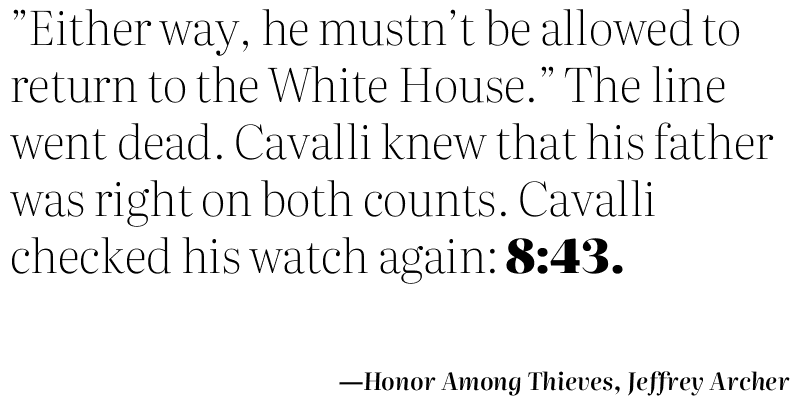 ”Either way, he mustn’t be allowed to
return to the White House.” The line
went dead. Cavalli knew that his father
was right on both counts. Cavalli
checked his watch again: 8:43.
—Honor Among Thieves, Jeffrey Archer